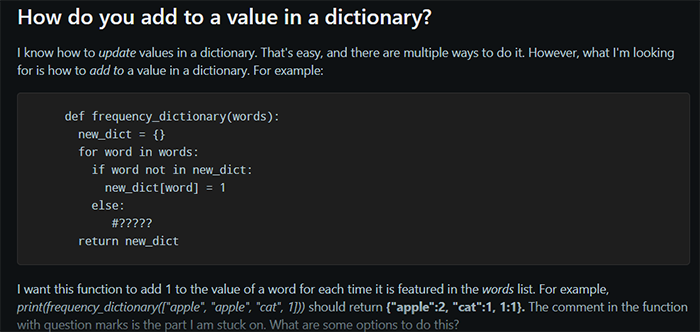 How do you add to a value in a dictionary?
I know how to update values in a dictionary. That's easy, and there are multiple ways to do it. However, what I'm looking
for is how to add to a value in a dictionary. For example:
def frequency_dictionary(words):
  new_dict = {}
  for word in words:
    if word not in new_dict:
      new_dict[word] = 1
    else:
       #?????
  return new_dict
I want this function to add 1 to the value of a word for each time it is featured in the words list. For example,
print(frequency_dictionary(["apple", "apple", "cat", 1])) should return {"apple":2, "cat":1, 1:1}. The comment in the function
with question marks is the part I am stuck on. What are some options to do this?